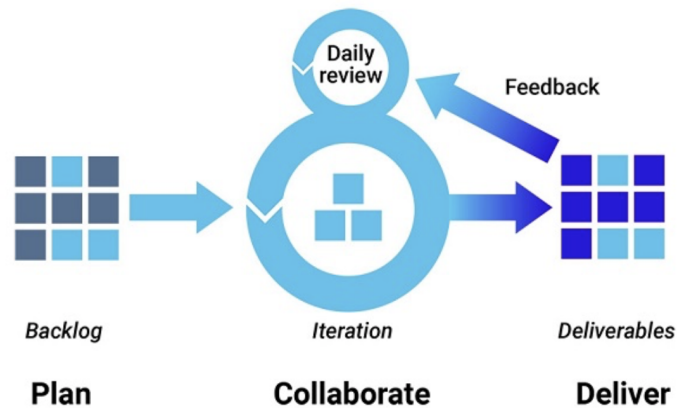 Daily
review
Feedback
Backlog
Iteration
Deliverables
Plan
Collaborate
Deliver